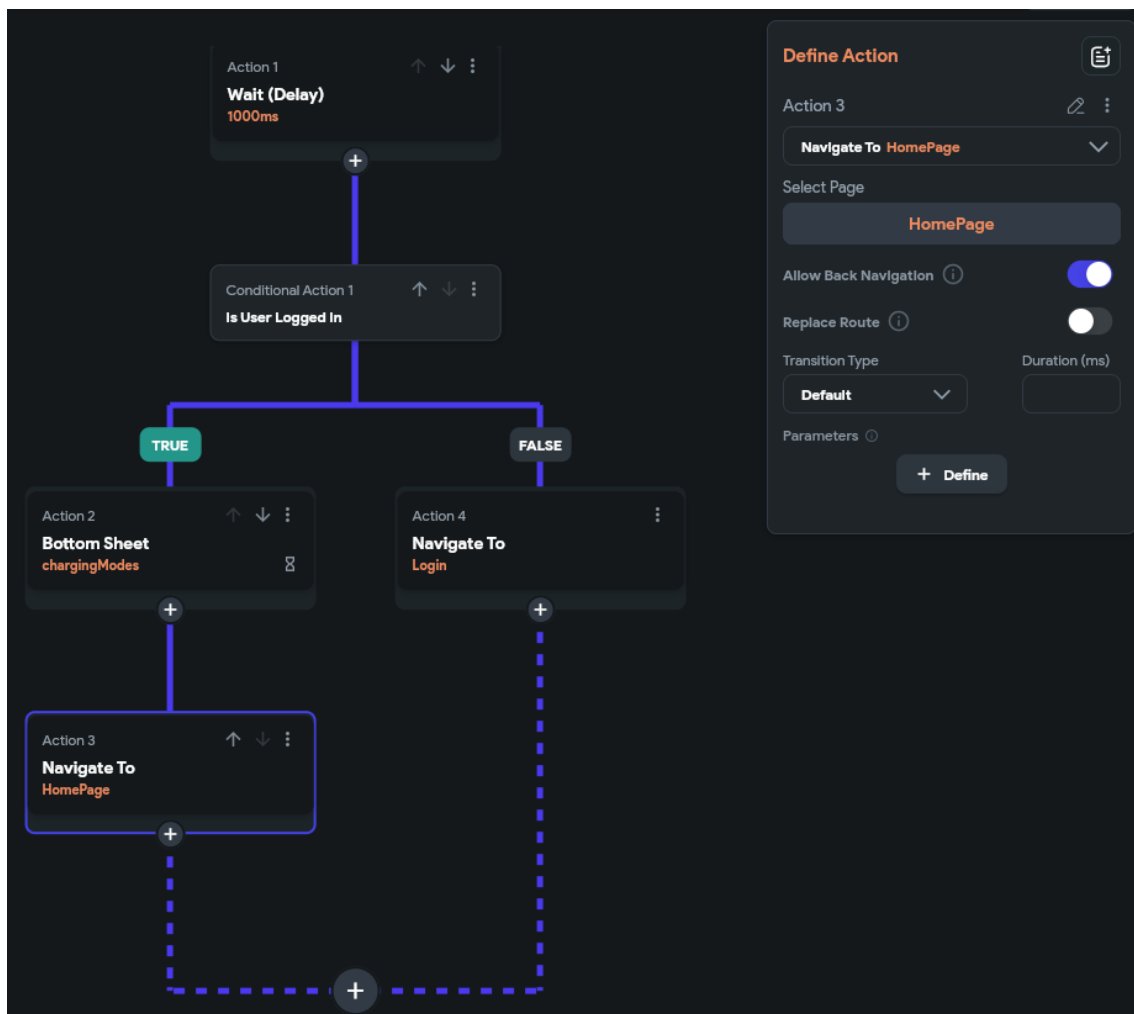 Action 1
Wait (Delay)
1000ms
Conditional Action 1
Is User Logged In
TRUE
FALSE
Action 2
Bottom Sheet
chargingModes
Action 4
Navigate To
Login
Action 3
Navigate To
HomePage
Define Action
Action 3
Navigate To HomePage
Select Page
HomePage
Allow Back Navigation
Replace Route
Transition Type
Duration (ms)
Default
Parameters
+ Define